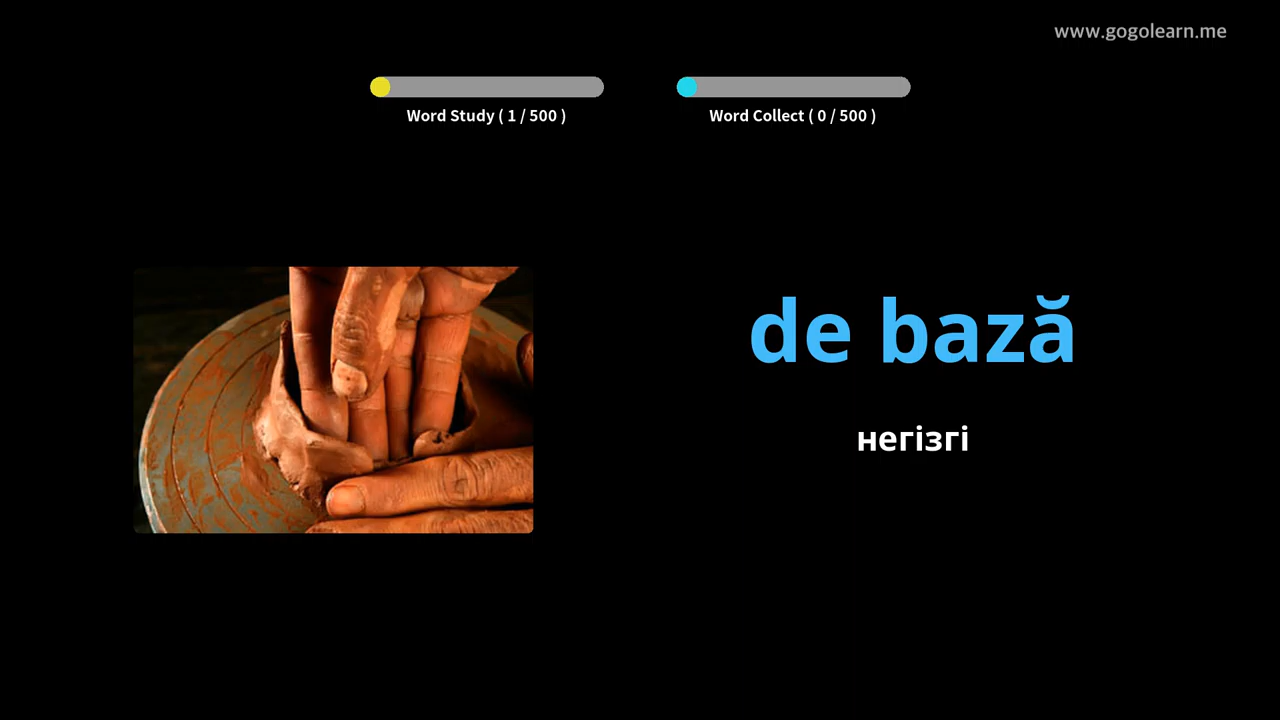 www.gogolearn.me
Word Study ( 1 / 500 )
Word Collect ( 0 / 500 )
de bază
негізгі